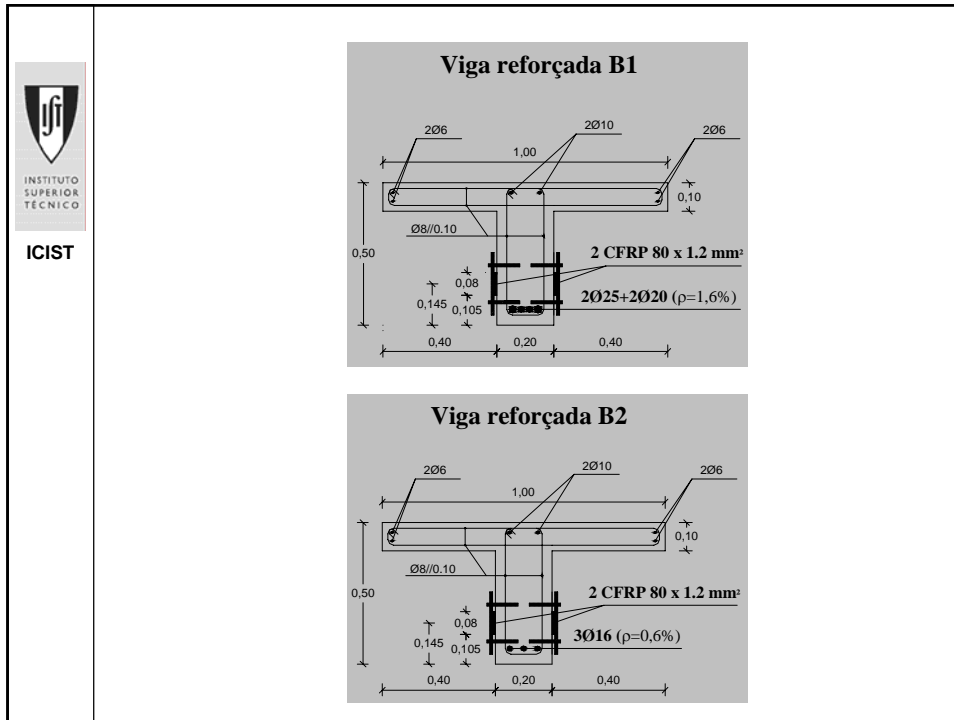 INSTITUTO
SUPERIOR
TÉCNICO
ICIST
Viga reforçada B1
2Ø6
2Ø10
2Ø6
1,00
0,10
Ø8//0.10
0,50
2 CFRP 80 x 1.2 mm²
0,08
0,145
0,105
2Ø25+2Ø20 (ρ=1,6%)
0,40
0,20
0,40
Viga reforçada B2
2Ø6
2Ø10
2Ø6
1,00
0,10
Ø8//0.10
0,50
2 CFRP 80 x 1.2 mm²
0,08
0,145
0,105
3Ø16 (ρ=0,6%)
0,40
0,20
0,40